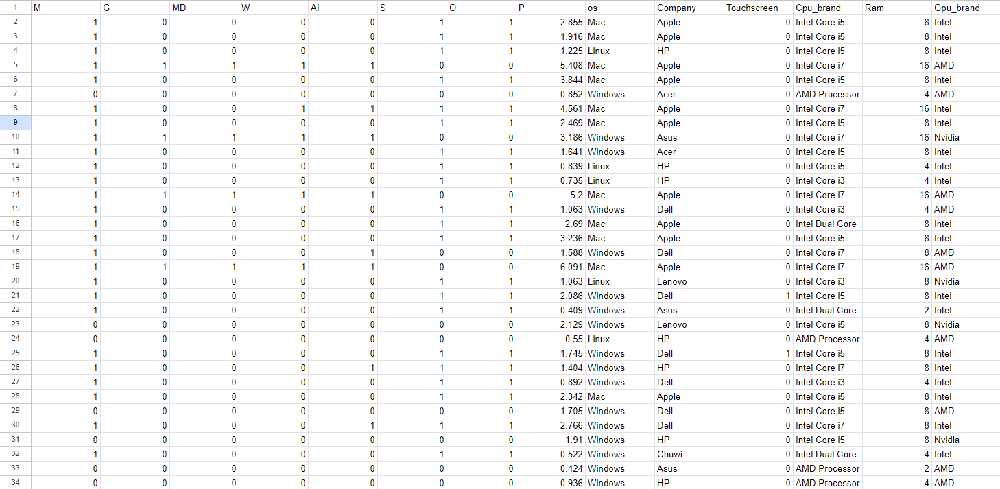 1 M G MD W AI S O P os Company Touchscreen Cpu_brand Ram Gpu_brand
2 1 0 0 0 0 1 1 2.855 Mac Apple 0 Intel Core i5 8 Intel
3 1 0 0 0 0 1 1 1.916 Mac Apple 0 Intel Core i5 8 Intel
4 1 0 0 0 0 1 1 1.225 Linux HP 0 Intel Core i5 8 Intel
5 1 1 1 1 1 0 0 5.408 Mac Apple 0 Intel Core i7 16 AMD
6 1 0 0 0 0 1 1 3.844 Mac Apple 0 Intel Core i5 8 Intel
7 0 0 0 0 0 0 0 0.852 Windows Acer 0 AMD Processor 4 AMD
8 1 0 0 1 1 1 1 4.561 Mac Apple 0 Intel Core i7 16 Intel
9 1 0 0 0 0 1 1 2.469 Mac Apple 0 Intel Core i5 8 Intel
10 1 1 1 1 1 0 0 3.186 Windows Asus 0 Intel Core i7 16 Nvidia
11 1 0 0 0 0 1 1 1.641 Windows Acer 0 Intel Core i5 8 Intel
12 1 0 0 0 0 1 1 0.839 Linux HP 0 Intel Core i5 4 Intel
13 1 0 0 0 0 1 1 0.735 Linux HP 0 Intel Core i3 4 Intel
14 1 1 1 1 1 0 0 5.2 Mac Apple 0 Intel Core i7 16 AMD
15 1 0 0 0 0 1 1 1.063 Windows Dell 0 Intel Core i3 4 AMD
16 1 0 0 0 0 1 1 2.69 Mac Apple 0 Intel Dual Core 8 Intel
17 1 0 0 0 0 1 1 3.236 Mac Apple 0 Intel Core i5 8 Intel
18 1 0 0 0 1 0 0 1.588 Windows Dell 0 Intel Core i7 8 AMD
19 1 1 1 1 1 0 0 6.091 Mac Apple 0 Intel Core i7 16 AMD
20 1 0 0 0 0 1 1 1.063 Linux Lenovo 0 Intel Core i3 8 Nvidia
21 1 0 0 0 0 1 1 2.086 Windows Dell 1 Intel Core i5 8 Intel
22 1 0 0 0 0 1 1 0.409 Windows Asus 0 Intel Dual Core 2 Intel
23 0 0 0 0 0 0 0 2.129 Windows Lenovo 0 Intel Core i5 8 Nvidia
24 0 0 0 0 0 0 0 0.55 Linux HP 0 AMD Processor 4 AMD
25 1 0 0 0 0 1 1 1.745 Windows Dell 1 Intel Core i5 8 Intel
26 1 0 0 0 1 1 1 1.404 Windows HP 0 Intel Core i7 8 Intel
27 1 0 0 0 0 1 1 0.892 Windows Dell 0 Intel Core i3 4 Intel
28 1 0 0 0 0 1 1 2.342 Mac Apple 0 Intel Core i5 8 Intel
29 0 0 0 0 0 0 0 1.705 Windows Dell 0 Intel Core i5 8 AMD
30 1 0 0 0 1 1 1 2.766 Windows Dell 0 Intel Core i7 8 Intel
31 0 0 0 0 0 0 0 1.91 Windows HP 0 Intel Core i5 8 Nvidia
32 1 0 0 0 0 1 1 0.522 Windows Chuwi 0 Intel Dual Core 4 Intel
33 0 0 0 0 0 0 0 0.424 Windows Asus 0 AMD Processor 2 AMD
34 0 0 0 0 0 0 0 0.936 Windows HP 0 AMD Processor 4 AMD